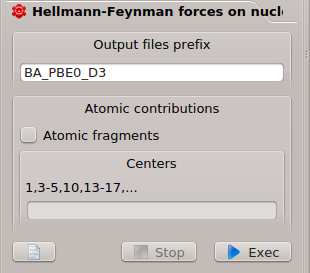 Hellmann-Feynman forces on nucle
Output files prefix
BA_PBE0_D3
Atomic contributions
Atomic fragments
Centers
1,3-5,10,13-17,...
Stop
Exec